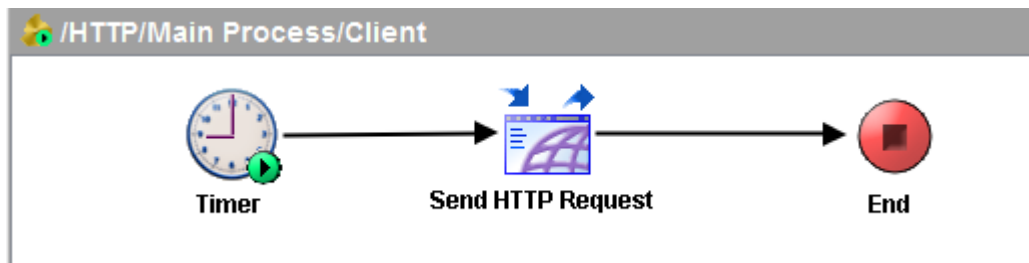 /HTTP/Main Process/Client
Timer
Send HTTP Request
End